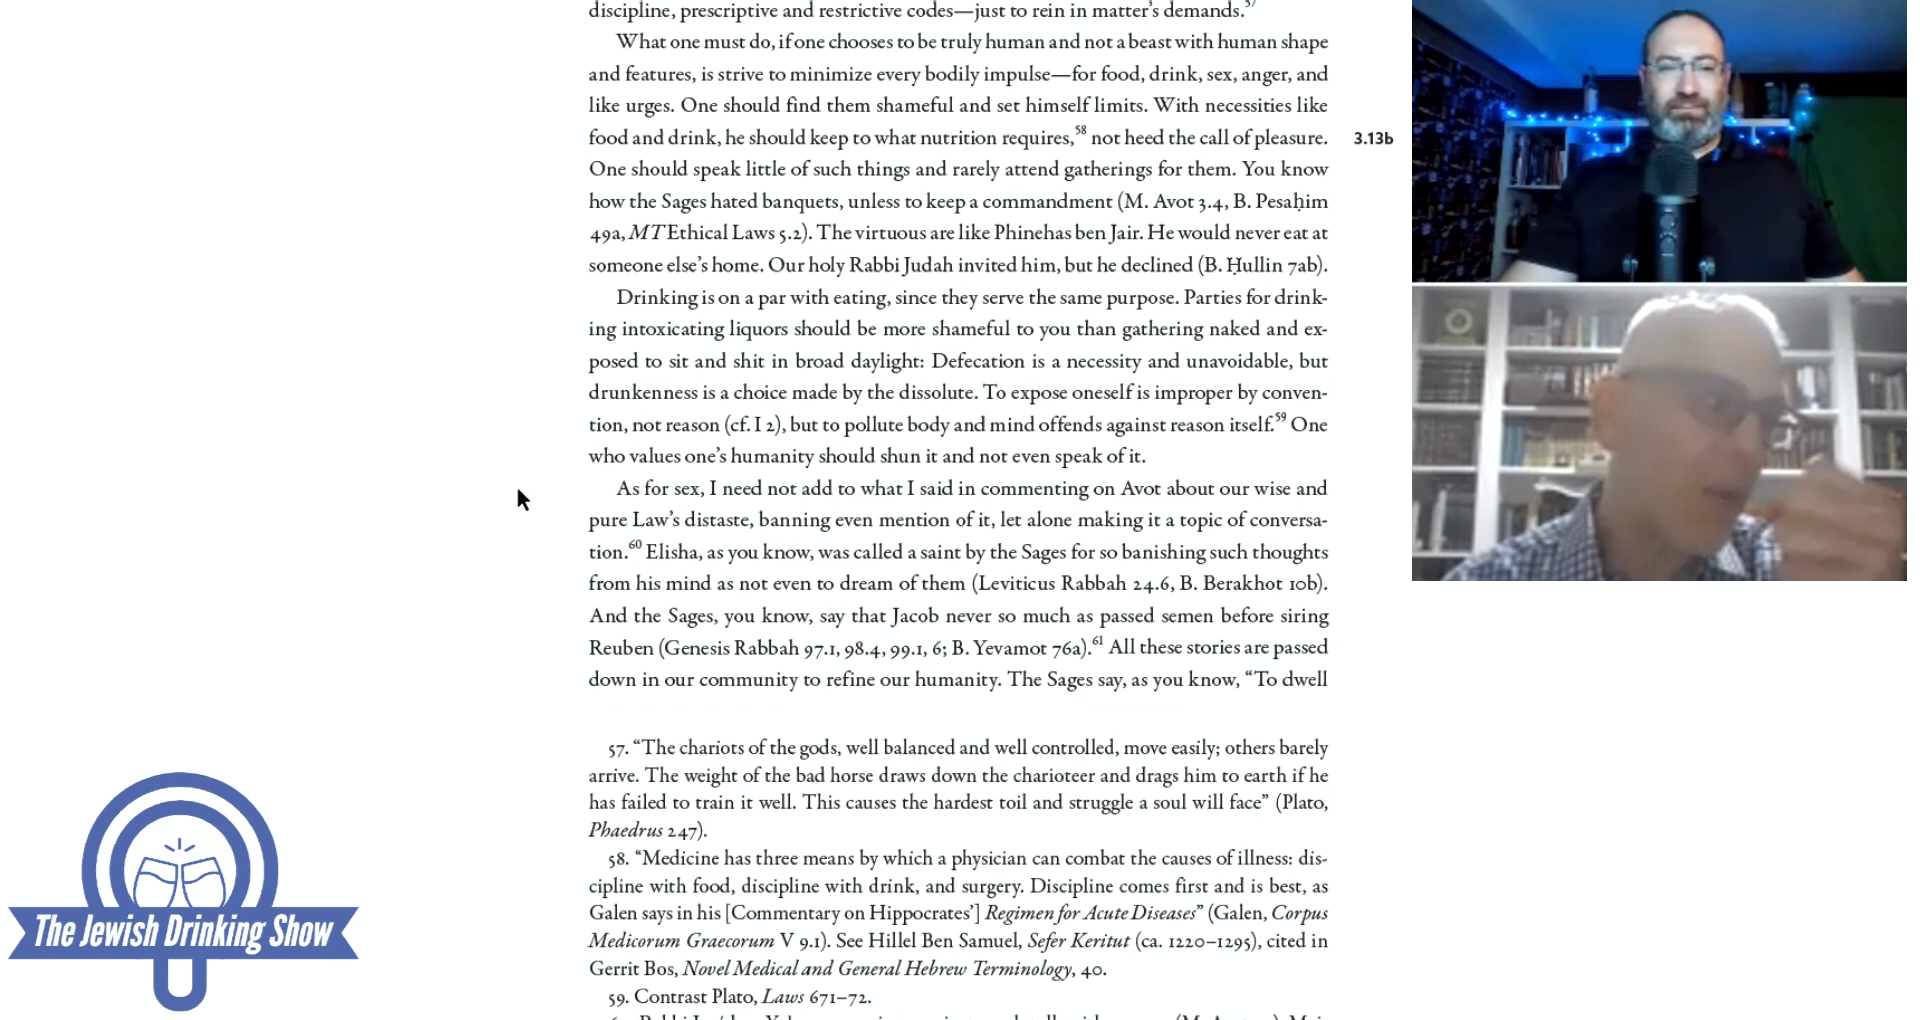 discipline, prescriptive and restrictive codes—just to rein in matter’s demands.57
What one must do, if one chooses to be truly human and not a beast with human shape
and features, is strive to minimize every bodily impulse—for food, drink, sex, anger, and
like urges. One should find them shameful and set himself limits. With necessities like
food and drink, he should keep to what nutrition requires,58 not heed the call of pleasure.
3.13b
One should speak little of such things and rarely attend gatherings for them. You know
how the Sages hated banquets, unless to keep a commandment (M. Avot 3.4, B. Pesaḥim
49a, MT Ethical Laws 5.2). The virtuous are like Phinehas ben Jair. He would never eat at
someone else’s home. Our holy Rabbi Judah invited him, but he declined (B. Ḥullin 7ab).
Drinking is on a par with eating, since they serve the same purpose. Parties for drink-
ing intoxicating liquors should be more shameful to you than gathering naked and ex-
posed to sit and shit in broad daylight: Defecation is a necessity and unavoidable, but
drunkenness is a choice made by the dissolute. To expose oneself is improper by conven-
tion, not reason (cf. I 2), but to pollute body and mind offends against reason itself.59 One
who values one’s humanity should shun it and not even speak of it.
As for sex, I need not add to what I said in commenting on Avot about our wise and
pure Law’s distaste, banning even mention of it, let alone making it a topic of conversa-
tion.60 Elisha, as you know, was called a saint by the Sages for so banishing such thoughts
from his mind as not even to dream of them (Leviticus Rabbah 24.6, B. Berakhot 10b).
And the Sages, you know, say that Jacob never so much as passed semen before siring
Reuben (Genesis Rabbah 97.1, 98.4, 99.1, 6; B. Yevamot 76a).61 All these stories are passed
down in our community to refine our humanity. The Sages say, as you know, “To dwell
57. “The chariots of the gods, well balanced and well controlled, move easily; others barely
arrive. The weight of the bad horse draws down the charioteer and drags him to earth if he
has failed to train it well. This causes the hardest toil and struggle a soul will face” (Plato,
Phaedrus 247).
58. “Medicine has three means by which a physician can combat the causes of illness: dis-
cipline with food, discipline with drink, and surgery. Discipline comes first and is best, as
Galen says in his [Commentary on Hippocrates’] Regimen for Acute Diseases” (Galen, Corpus
Medicorum Graecorum V 9.1). See Hillel Ben Samuel, Sefer Keritut (ca. 1220–1295), cited in
Gerrit Bos, Novel Medical and General Hebrew Terminology, 40.
59. Contrast Plato, Laws 671–72.
The Jewish Drinking Show